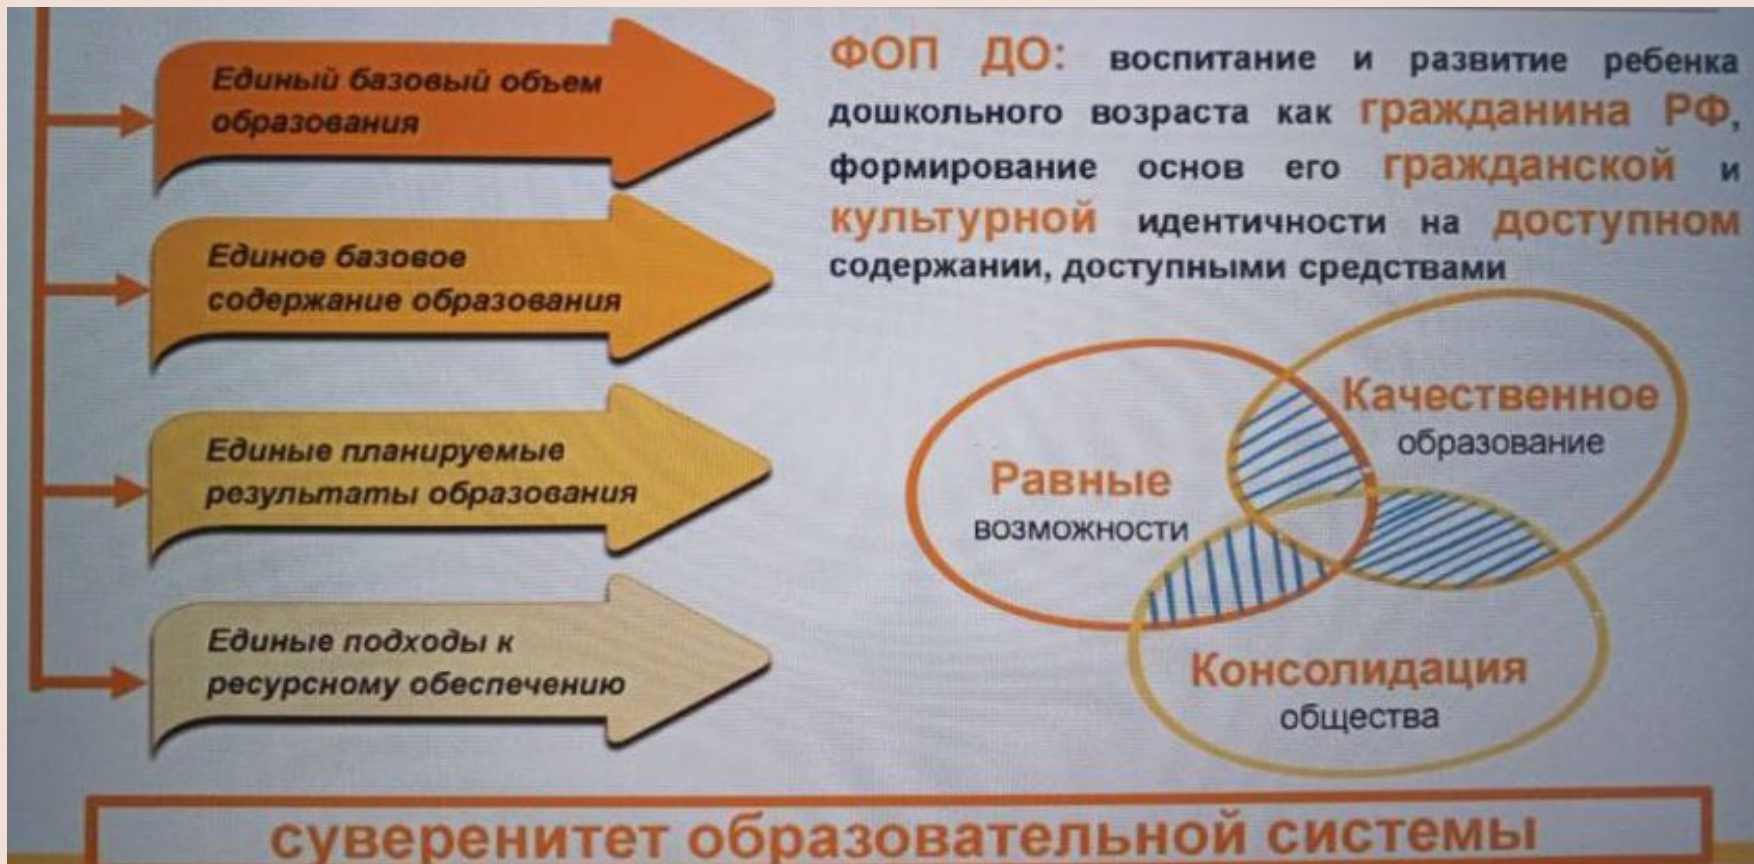 Единый базовый объем
образования
Единое базовое
содержание образования
Единые планируемые
результаты образования
Единые подходы к
ресурсному обеспечению
ФОП ДО: воспитание и развитие ребенка
дошкольного возраста как гражданина РФ,
формирование основ его гражданской и
культурной идентичности на доступном
содержании, доступными средствами
Качественное
образование
Равные
возможности
Консолидация
общества
суверенитет образовательной системы